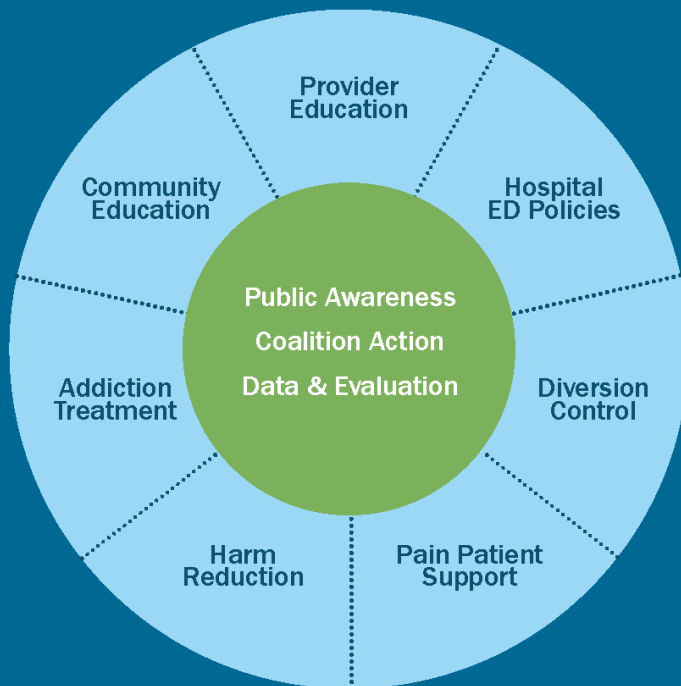 Provider
Education
Community
Education
Hospital
ED Policies
Public Awareness
Coalition Action
Data & Evaluation
Addiction
Treatment
Diversion
Control
Harm
Reduction
Pain Patient
Support